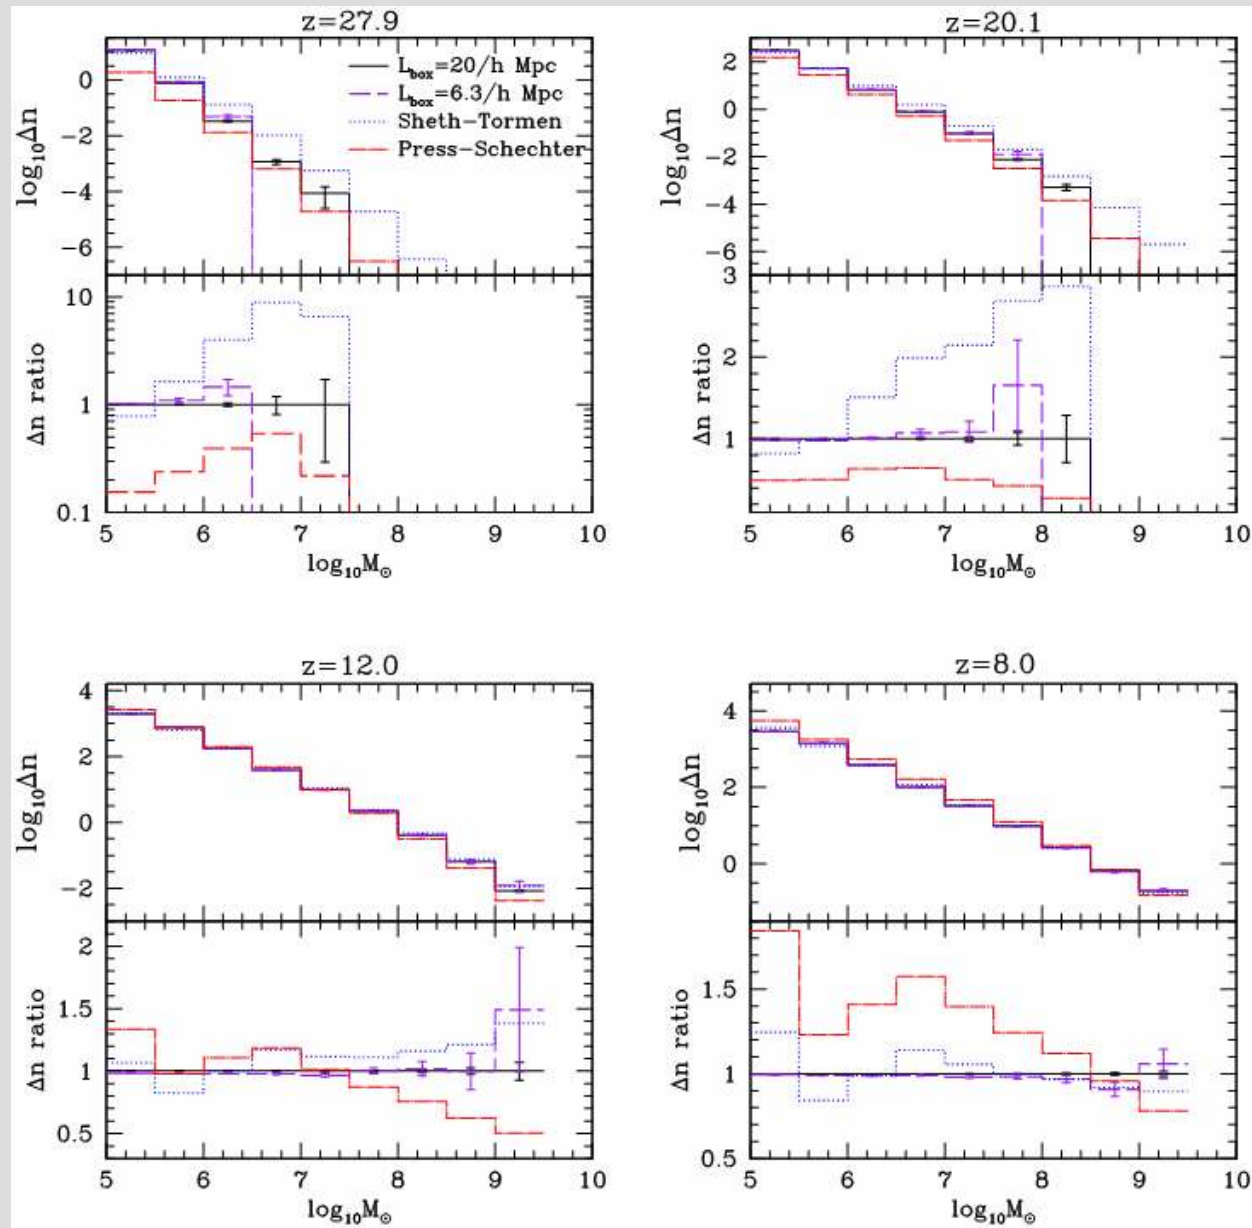 z=27.9
log₁₀Δn
0
−2
−4
−6
L_box=20/h Mpc
L_box=6.3/h Mpc
Sheth−Tormen
Press−Schechter
Δn ratio
10
1
0.1
5 6 7 8 9 10
log₁₀M☉
z=20.1
log₁₀Δn
2
0
−2
−4
−6
Δn ratio
3
2
1
5 6 7 8 9 10
log₁₀M☉
z=12.0
log₁₀Δn
4
2
0
−2
Δn ratio
2
1.5
1
0.5
5 6 7 8 9 10
log₁₀M☉
z=8.0
log₁₀Δn
4
2
0
Δn ratio
1.5
1
0.5
5 6 7 8 9 10
log₁₀M☉